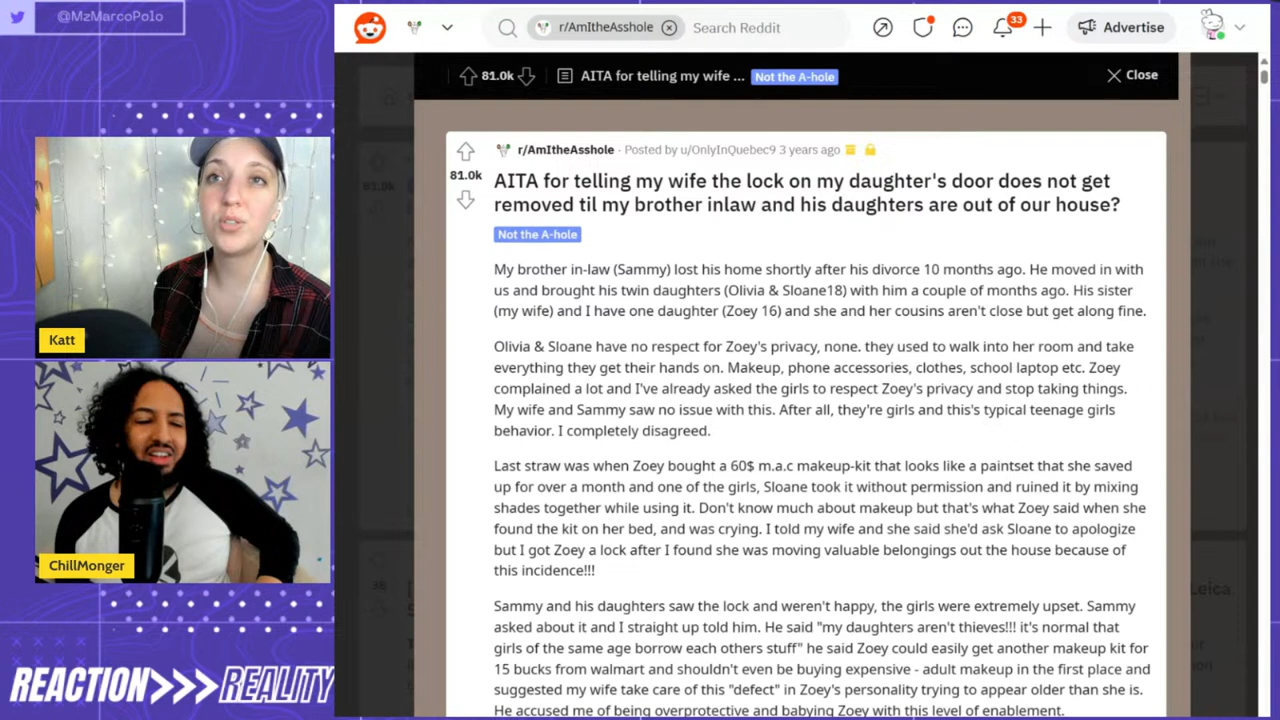 @MzMarcoPolo
r/AmItheAsshole
Search Reddit
33
Advertise
81.0k
AITA for telling my wife ...
Not the A-hole
Close
r/AmItheAsshole · Posted by u/OnlyInQuebec9 3 years ago
81.0k
AITA for telling my wife the lock on my daughter's door does not get
removed til my brother inlaw and his daughters are out of our house?
Not the A-hole
My brother in-law (Sammy) lost his home shortly after his divorce 10 months ago. He moved in with
us and brought his twin daughters (Olivia & Sloane18) with him a couple of months ago. His sister
(my wife) and I have one daughter (Zoey 16) and she and her cousins aren't close but get along fine.
Olivia & Sloane have no respect for Zoey's privacy, none. they used to walk into her room and take
everything they get their hands on. Makeup, phone accessories, clothes, school laptop etc. Zoey
complained a lot and I've already asked the girls to respect Zoey's privacy and stop taking things.
My wife and Sammy saw no issue with this. After all, they're girls and this's typical teenage girls
behavior. I completely disagreed.
Last straw was when Zoey bought a 60$ m.a.c makeup-kit that looks like a paintset that she saved
up for over a month and one of the girls, Sloane took it without permission and ruined it by mixing
shades together while using it. Don't know much about makeup but that's what Zoey said when she
found the kit on her bed, and was crying. I told my wife and she said she'd ask Sloane to apologize
but I got Zoey a lock after I found she was moving valuable belongings out the house because of
this incidence!!!
Sammy and his daughters saw the lock and weren't happy, the girls were extremely upset. Sammy
asked about it and I straight up told him. He said "my daughters aren't thieves!!! it's normal that
girls of the same age borrow each others stuff" he said Zoey could easily get another makeup kit for
15 bucks from walmart and shouldn't even be buying expensive - adult makeup in the first place and
suggested my wife take care of this "defect" in Zoey's personality trying to appear older than she is.
He accused me of being overprotective and babying Zoey with this level of enablement.
Katt
ChillMonger
REACTION>>>REALITY